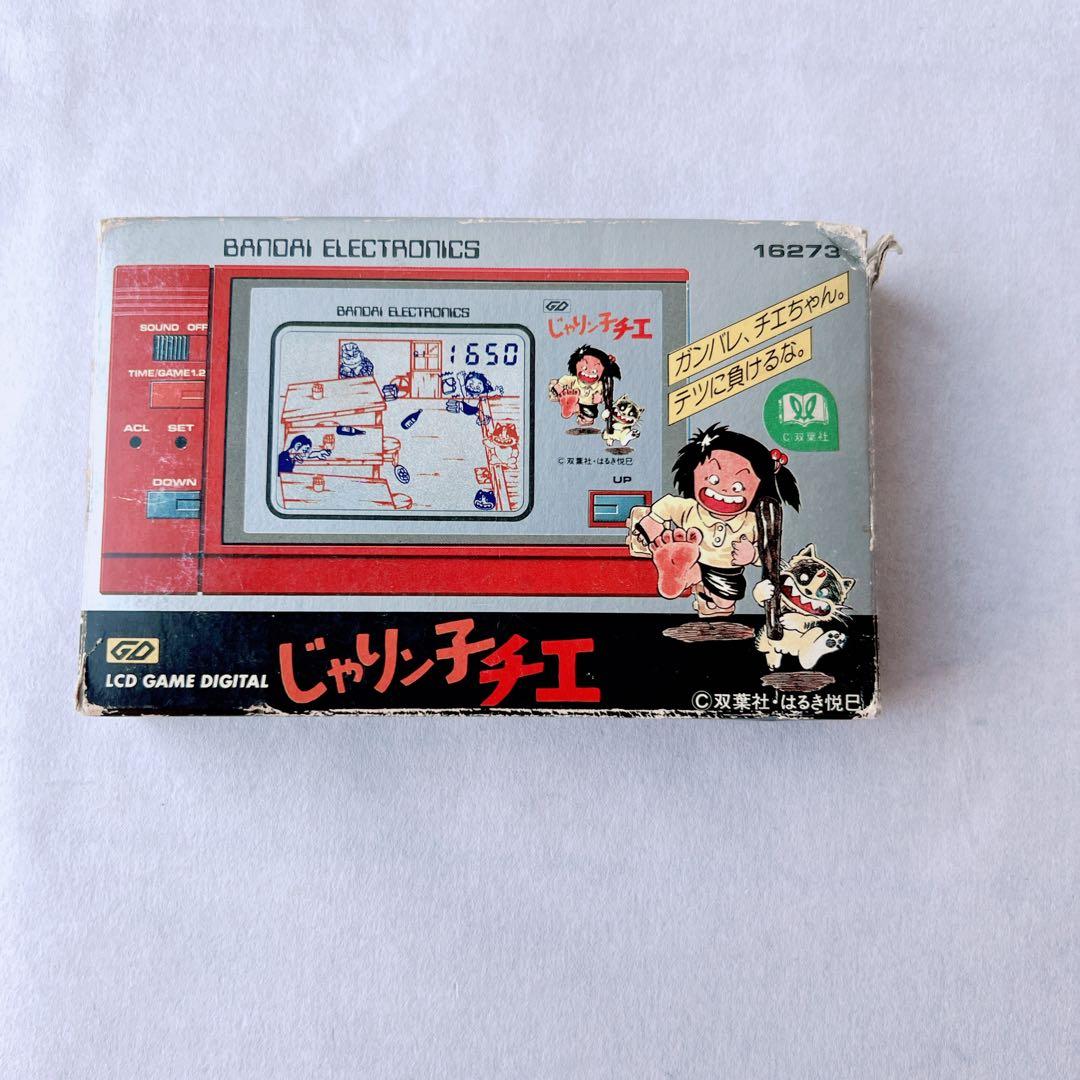 BANDAI ELECTRONICS
16273
SOUND OFF
TIME/GAME1.2
ACL SET
DOWN
BANDAI ELECTRONICS
1650
GD
じゃリン子チエ
©双葉社・はるき悦巳
UP
ガンバレ、チエちゃん。
テツに負けるな。
C 双葉社
GD
LCD GAME DIGITAL
じゃリン子チエ
©双葉社・はるき悦巳